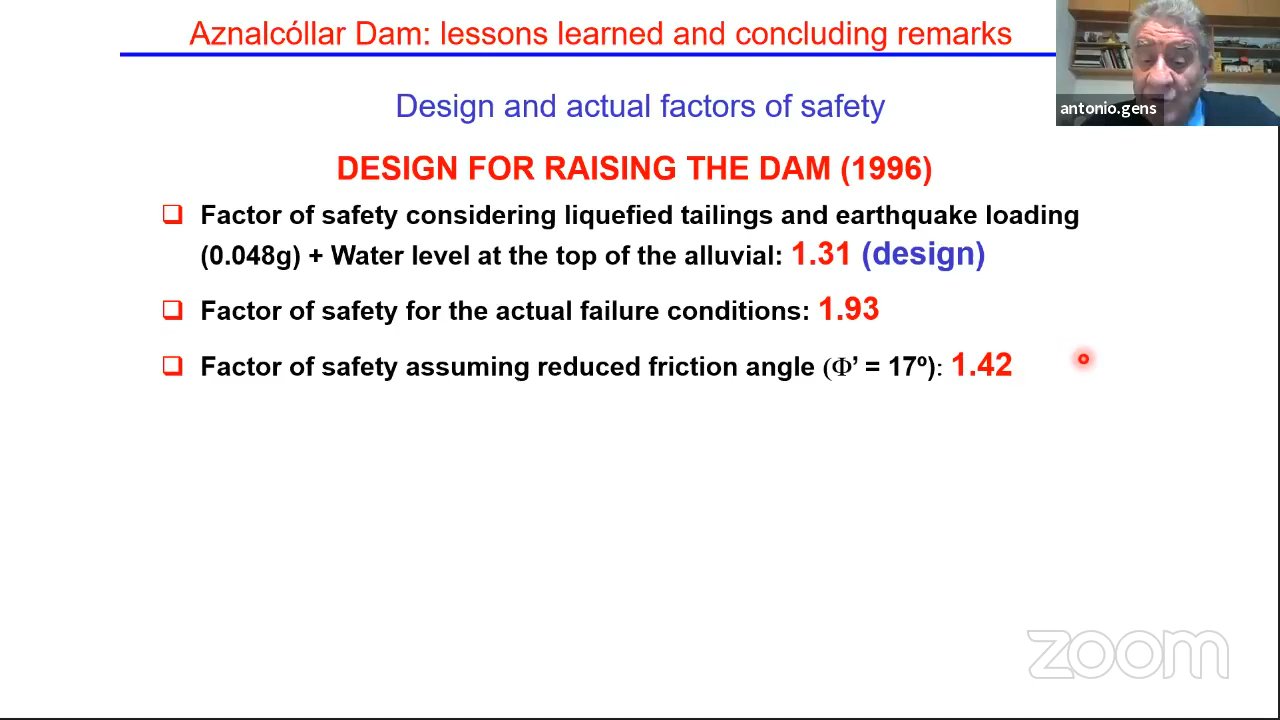 Aznalcóllar Dam: lessons learned and concluding remarks
antonio.gens
Design and actual factors of safety
DESIGN FOR RAISING THE DAM (1996)
Factor of safety considering liquefied tailings and earthquake loading
(0.048g) + Water level at the top of the alluvial: 1.31 (design)
Factor of safety for the actual failure conditions: 1.93
Factor of safety assuming reduced friction angle (Φ’ = 17º): 1.42
zoom